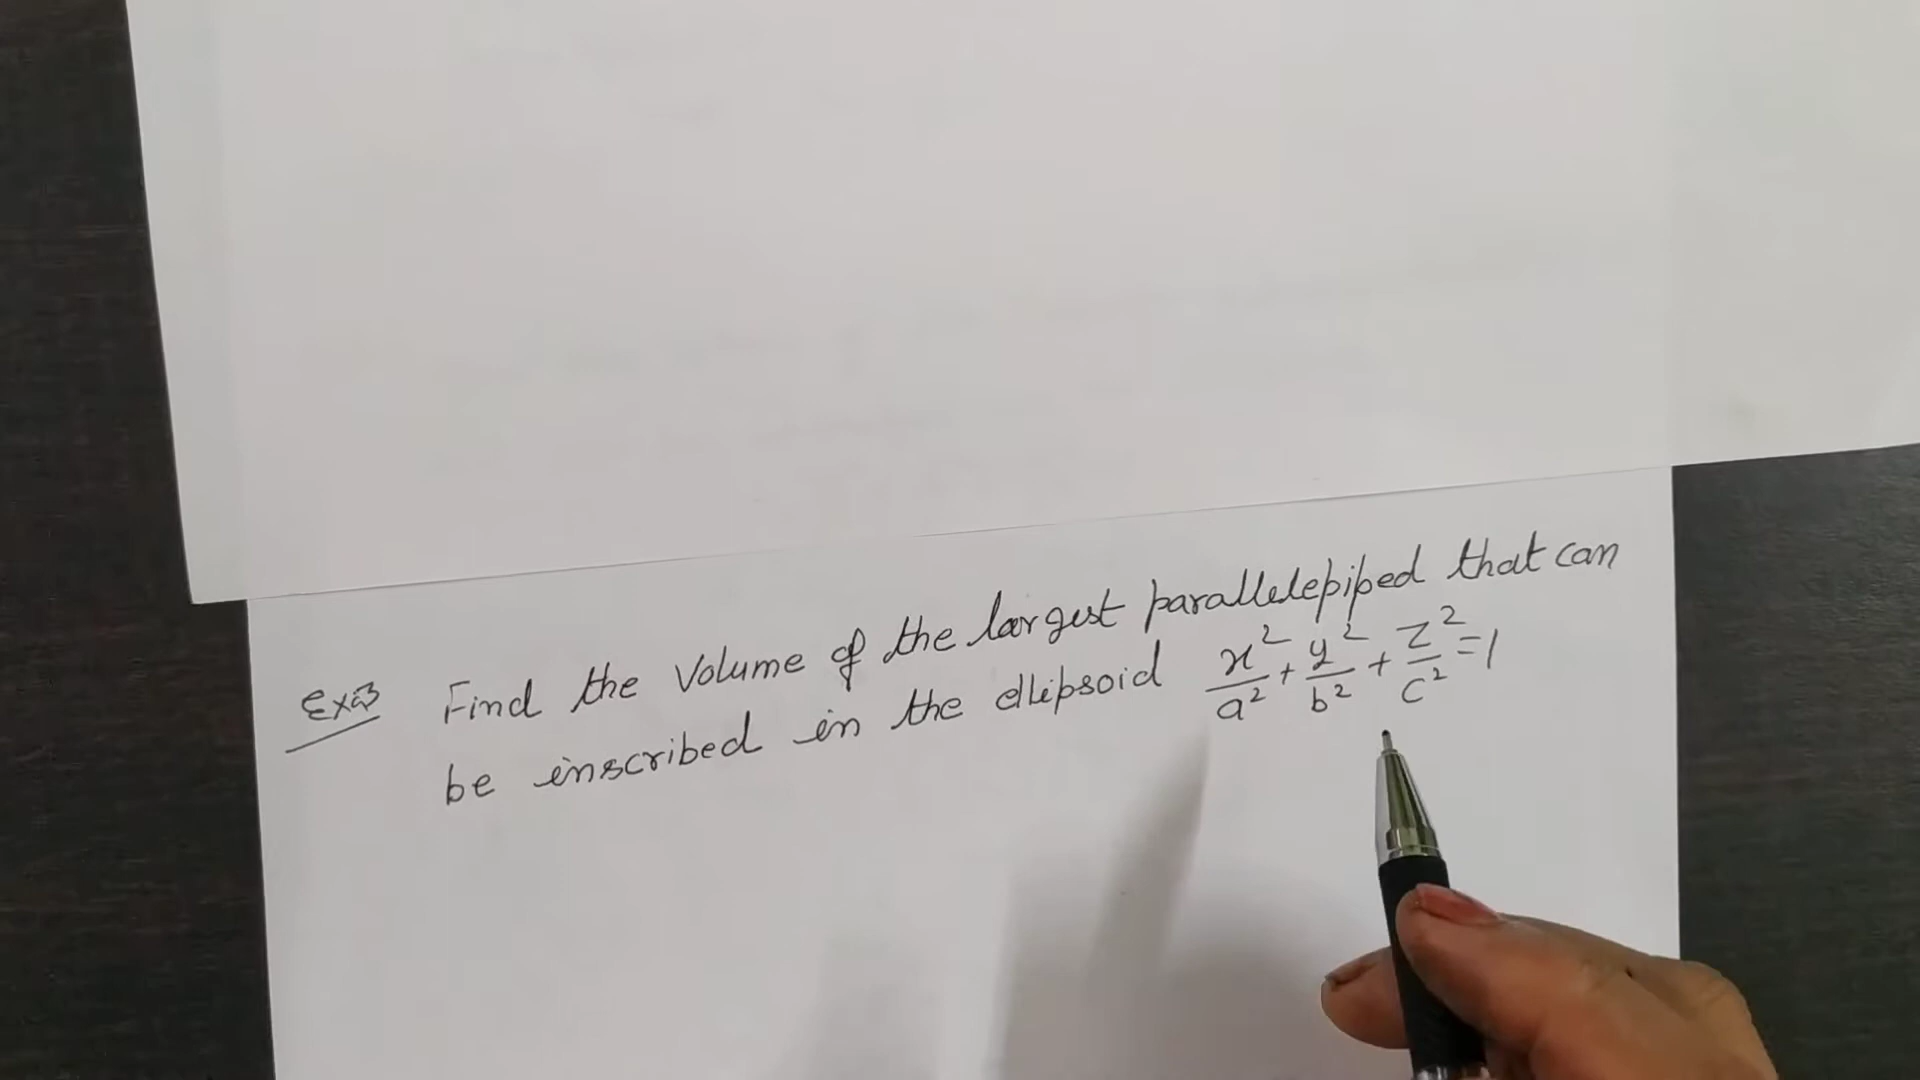 Ex3 Find the Volume of the largest parallelepiped that can
be inscribed in the ellipsoid x²/a² + y²/b² + z²/c² = 1